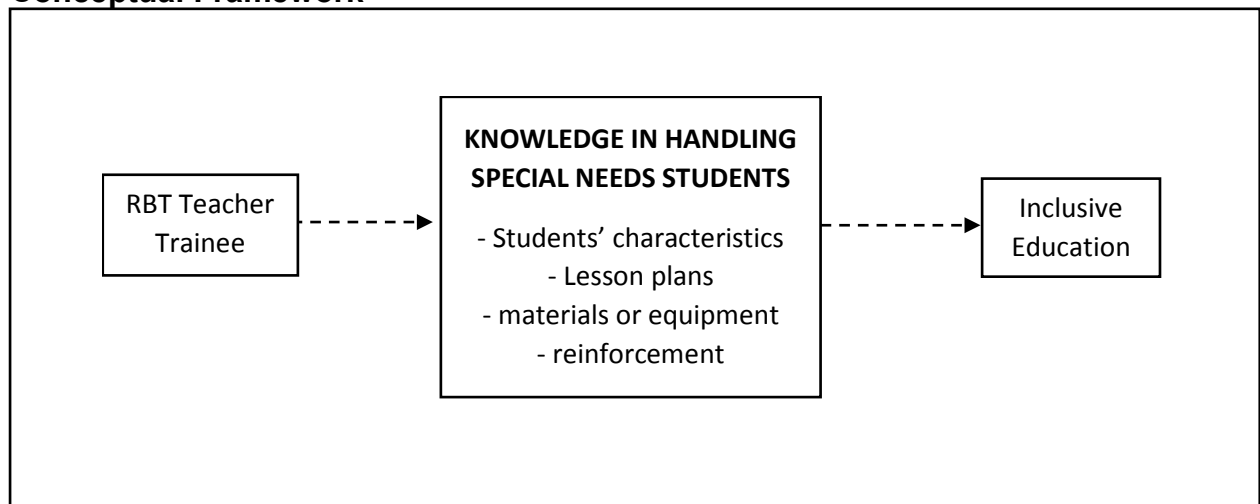 Conceptual Framework
KNOWLEDGE IN HANDLING
SPECIAL NEEDS STUDENTS
RBT Teacher
Trainee
- Students’ characteristics
- Lesson plans
- materials or equipment
- reinforcement
Inclusive
Education